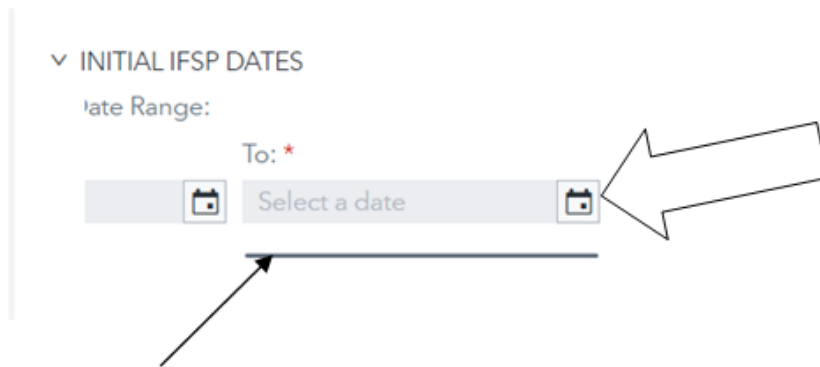 INITIAL IFSP DATES
ate Range:
To: *
Select a date